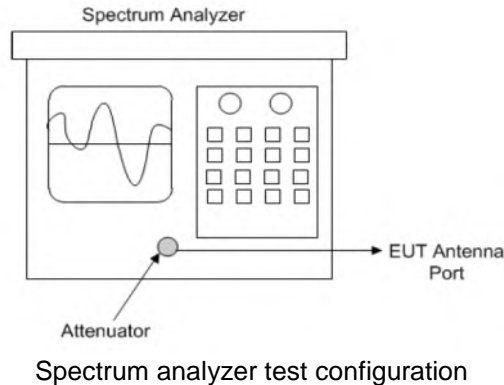 Spectrum Analyzer
EUT Antenna
Port
Attenuator
Spectrum analyzer test configuration